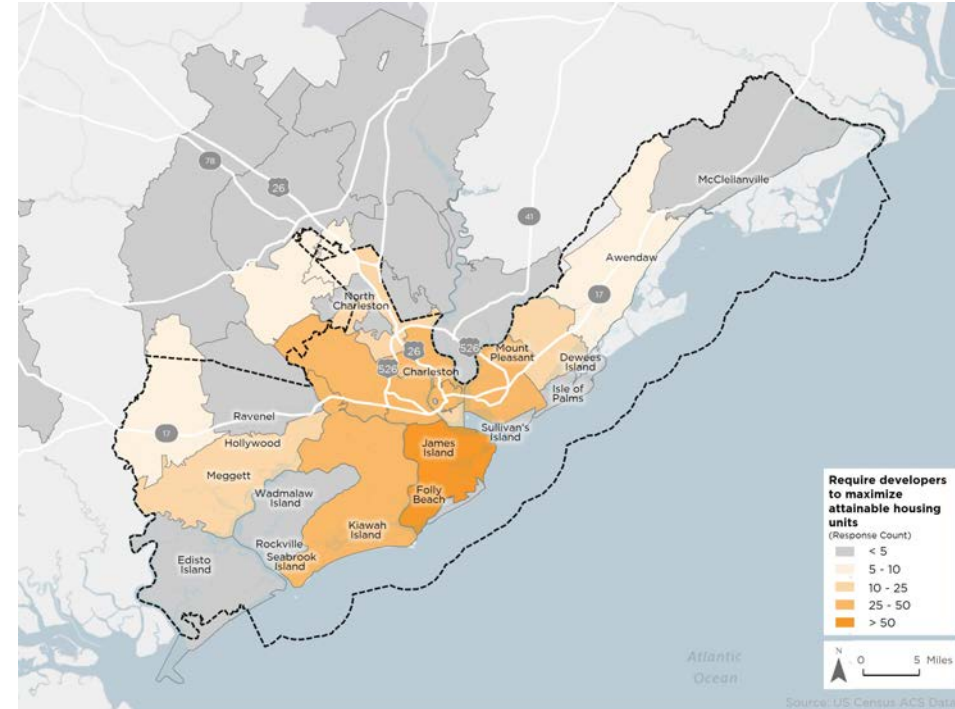 McClellanville
78
26
41
Awendaw
17
North
Charleston
526
26
526
Mount
Pleasant
Charleston
Dewees
Island
Isle of
Palms
Ravenel
Sullivan's
Island
17
Hollywood
James
Island
Meggett
Wadmalaw
Island
Folly
Beach
Kiawah
Island
Rockville
Seabrook
Island
Edisto
Island
Require developers
to maximize
attainable housing
units
(Response Count)
< 5
5 - 10
10 - 25
25 - 50
> 50
N
0 5 Miles
Atlantic
Ocean
Source: US Census ACS Data